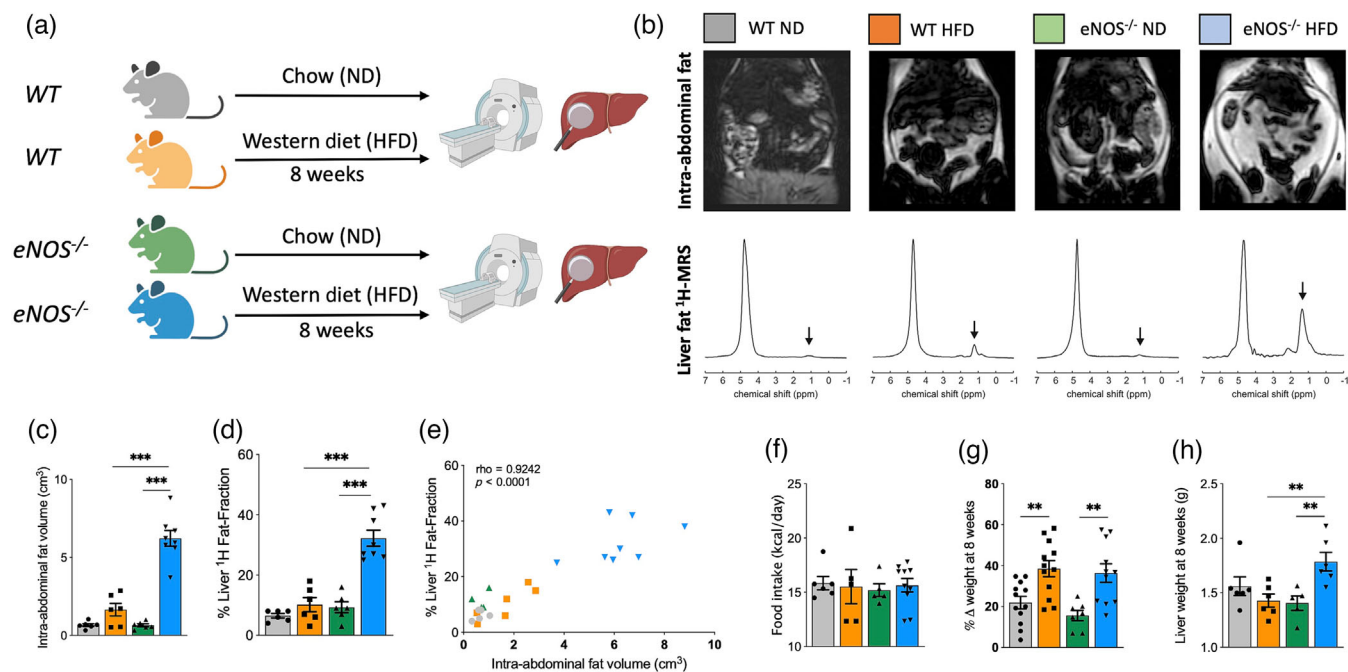 (a)
WT
Chow (ND)
WT
Western diet (HFD)
8 weeks
eNOS-/-
Chow (ND)
eNOS-/-
Western diet (HFD)
8 weeks
(b)
WT ND
WT HFD
eNOS-/- ND
eNOS-/- HFD
Intra-abdominal fat
Liver fat ¹H-MRS
7 6 5 4 3 2 1 0 -1
chemical shift (ppm)
7 6 5 4 3 2 1 0 -1
chemical shift (ppm)
7 6 5 4 3 2 1 0 -1
chemical shift (ppm)
7 6 5 4 3 2 1 0 -1
chemical shift (ppm)
(c)
Intra-abdominal fat volume (cm³)
10
5
0
***
***
(d)
% Liver ¹H Fat-Fraction
60
40
20
0
***
***
(e)
% Liver ¹H Fat-Fraction
60
40
20
0
rho = 0.9242
p < 0.0001
0 2 4 6 8 10
Intra-abdominal fat volume (cm³)
(f)
Food Intake (kcal/day)
25
20
15
10
(g)
% Δ weight at 8 weeks
80
60
40
20
0
**
**
(h)
Liver weight at 8 weeks (g)
2.5
2.0
1.5
1.0
**
**